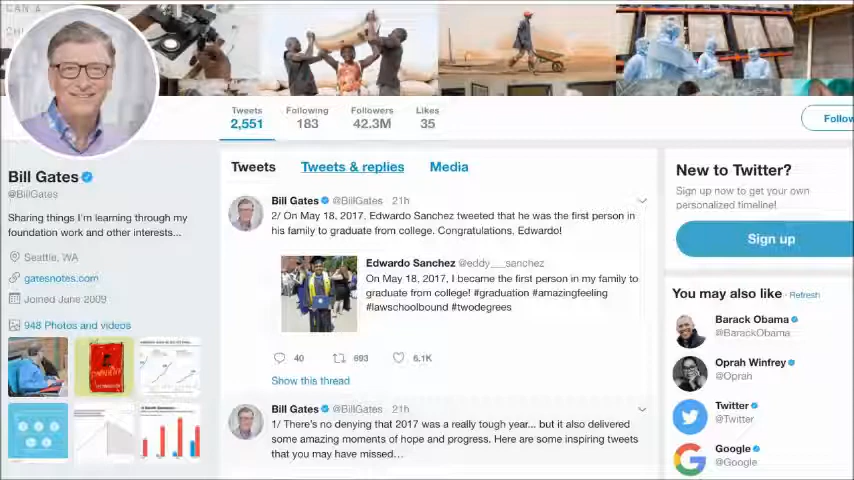 CAN A
Tweets Following Followers Likes
2,551 183 42.3M 35
Follow
Bill Gates
@BillGates
Sharing things I'm learning through my
foundation work and other interests...
Seattle, WA
gatesnotes.com
Joined June 2009
948 Photos and videos
Tweets Tweets & replies Media
Bill Gates @BillGates 21h
2/ On May 18, 2017, Edwardo Sanchez tweeted that he was the first person in
his family to graduate from college. Congratulations, Edwardo!
Edwardo Sanchez @eddy___sanchez
On May 18, 2017, I became the first person in my family to
graduate from college! #graduation #amazingfeeling
#lawschoolbound #twodegrees
40 693 6.1K
Show this thread
Bill Gates @BillGates 21h
1/ There's no denying that 2017 was a really tough year... but it also delivered
some amazing moments of hope and progress. Here are some inspiring tweets
that you may have missed…
New to Twitter?
Sign up now to get your own
personalized timeline!
Sign up
You may also like · Refresh
Barack Obama
@BarackObama
Oprah Winfrey
@Oprah
Twitter
@Twitter
Google
@Google